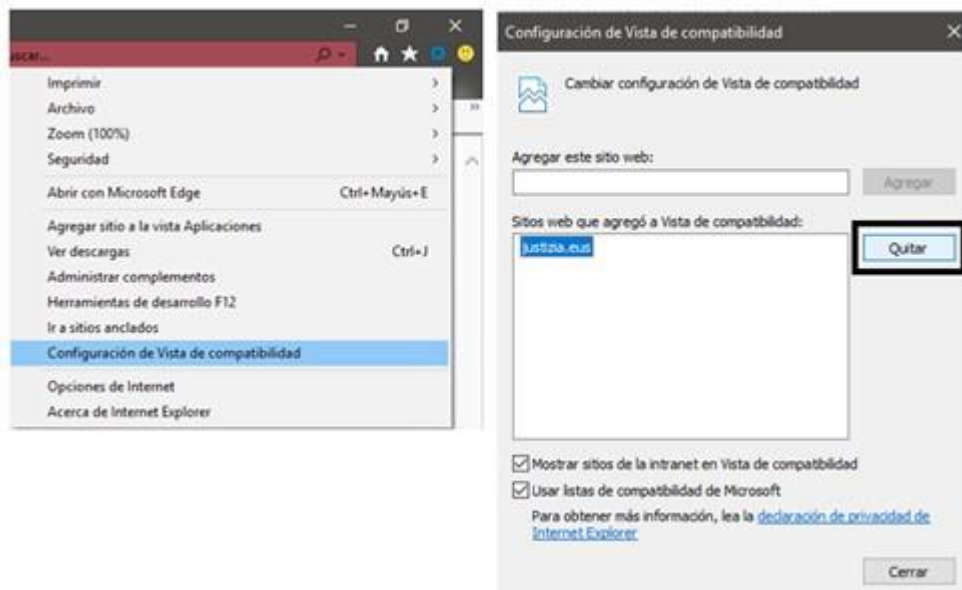 uscar...
Imprimir
Archivo
Zoom (100%)
Seguridad
Abrir con Microsoft Edge Ctrl+Mayús+E
Agregar sitio a la vista Aplicaciones
Ver descargas Ctrl+J
Administrar complementos
Herramientas de desarrollo F12
Ir a sitios anclados
Configuración de Vista de compatibilidad
Opciones de Internet
Acerca de Internet Explorer
Configuración de Vista de compatibilidad
Cambiar configuración de Vista de compatibilidad
Agregar este sitio web:
Agregar
Sitios web que agregó a Vista de compatibilidad:
justizia.eus
Quitar
Mostrar sitios de la intranet en Vista de compatibilidad
Usar listas de compatibilidad de Microsoft
Para obtener más información, lea la declaración de privacidad de
Internet Explorer
Cerrar